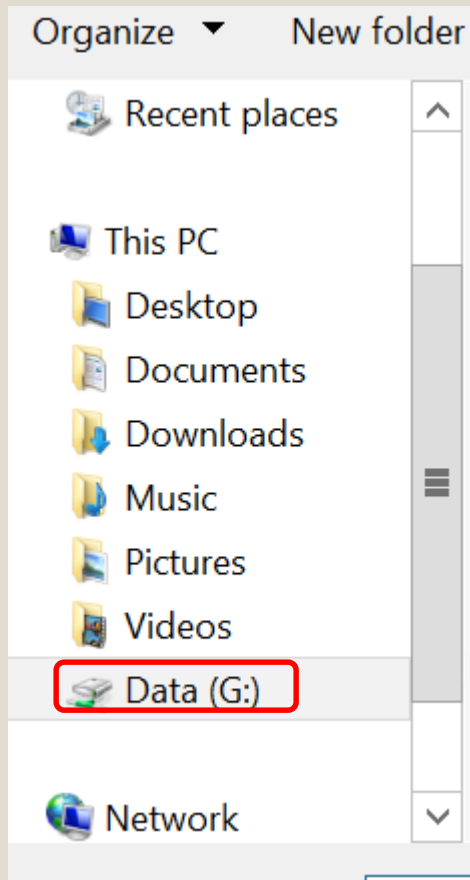 Organize New folder
Recent places
This PC
Desktop
Documents
Downloads
Music
Pictures
Videos
Data (G:)
Network